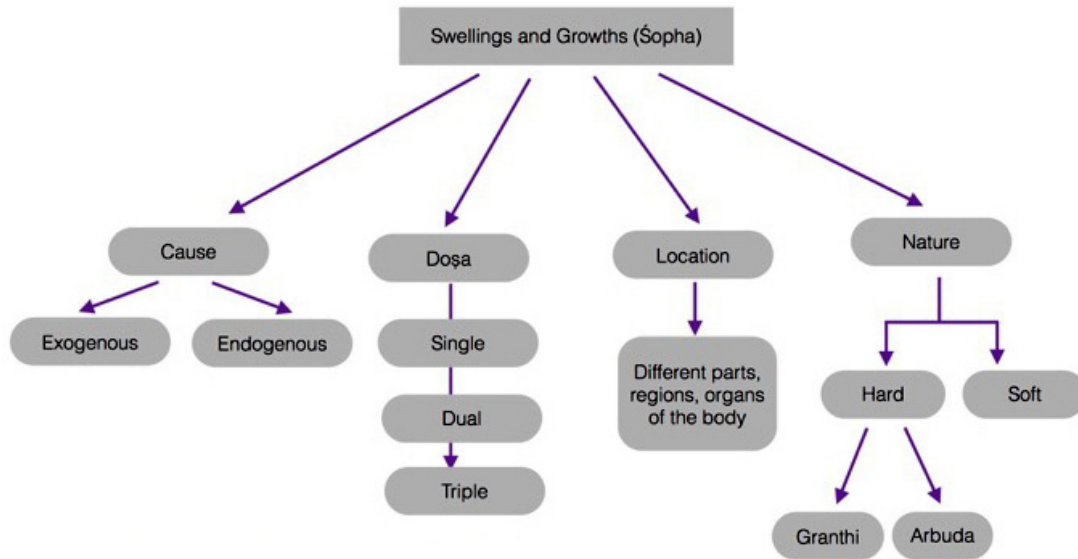 Swellings and Growths (Śopha)
Cause
Doṣa
Location
Nature
Exogenous
Endogenous
Single
Dual
Triple
Different parts,
regions, organs
of the body
Hard
Soft
Granthi
Arbuda